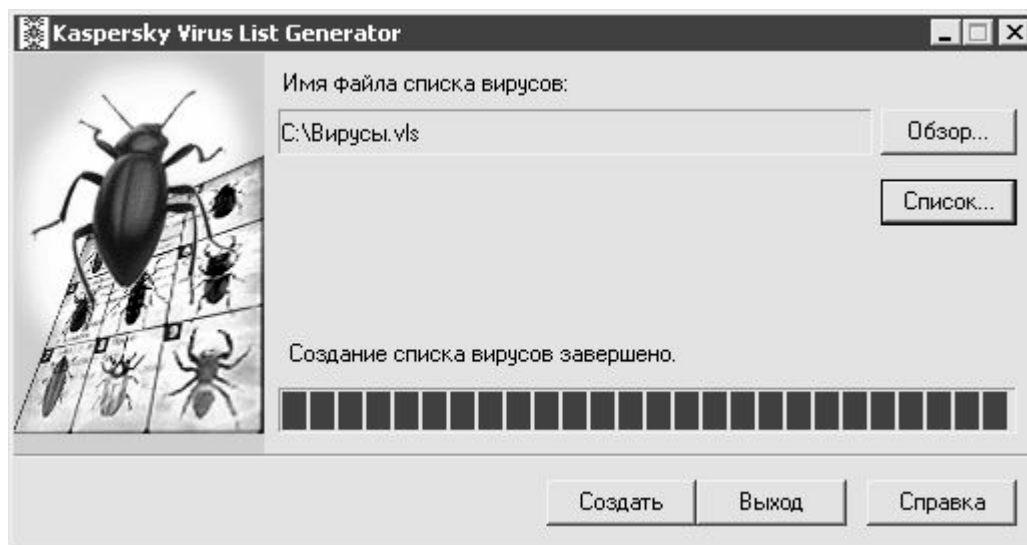 Kaspersky Virus List Generator
Имя файла списка вирусов:
C:\Вирусы.vls
Обзор...
Список...
Создание списка вирусов завершено.
Создать
Выход
Справка